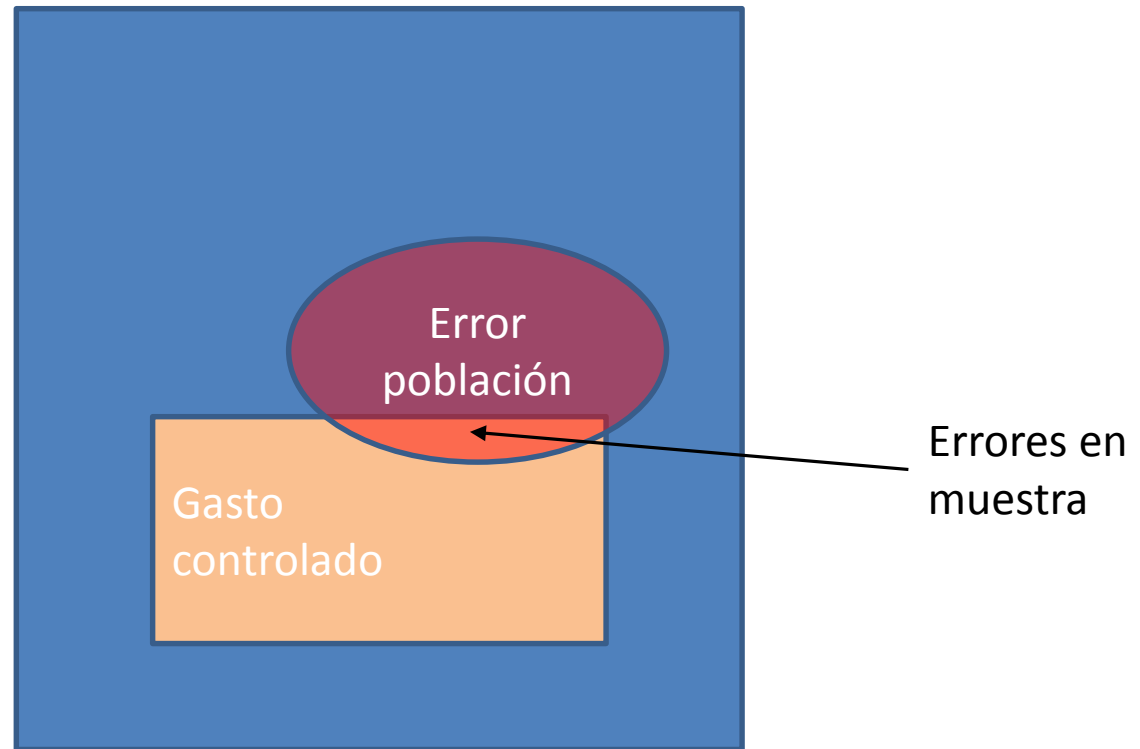 Error
población
Gasto
controlado
Errores en
muestra